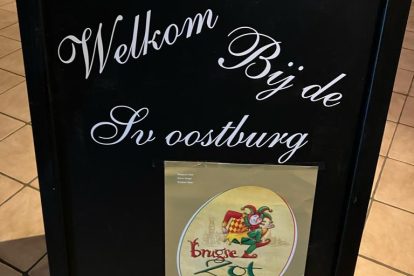 Welkom
Bij de
Sv oostburg
brugse
Zot